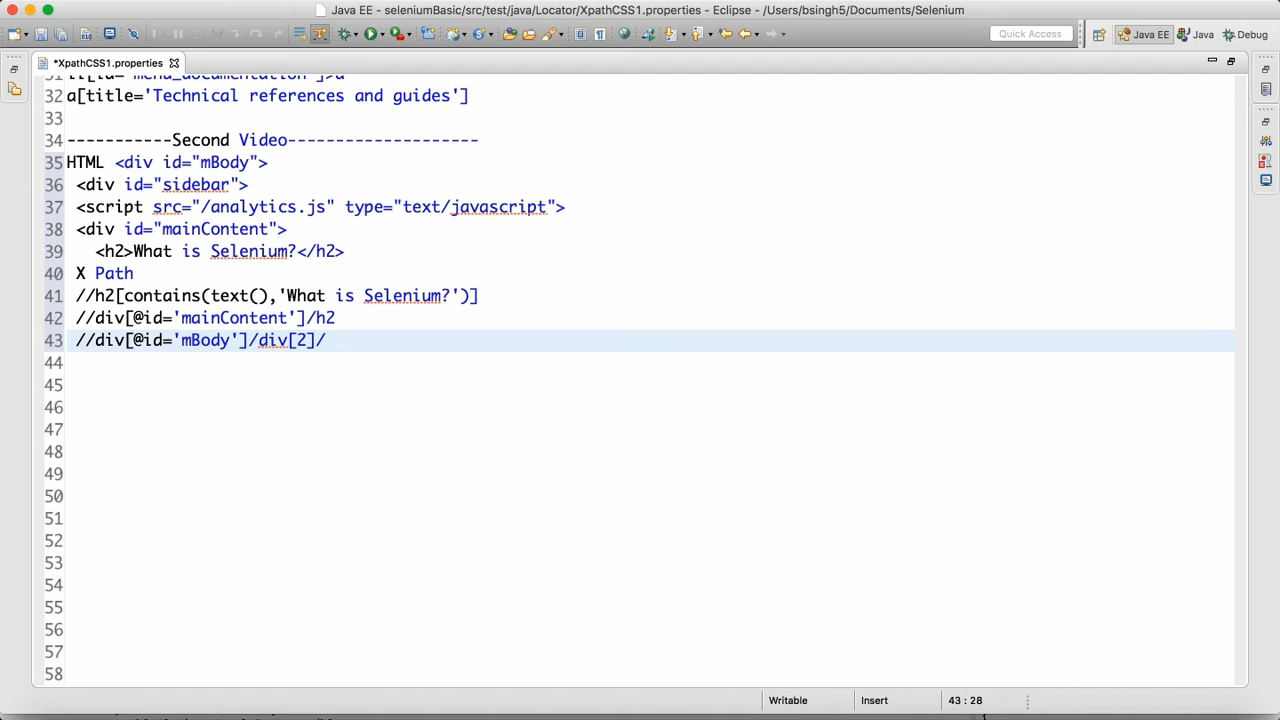 Java EE - seleniumBasic/src/test/java/Locator/XpathCSS1.properties - Eclipse - /Users/bsingh5/Documents/Selenium
Quick Access
Java EE
Java
Debug
*XpathCSS1.properties
32 a[title='Technical references and guides']
33
34 -----------Second Video--------------------
35 HTML <div id="mBody">
36 <div id="sidebar">
37 <script src="/analytics.js" type="text/javascript">
38 <div id="mainContent">
39 <h2>What is Selenium?</h2>
40 X Path
41 //h2[contains(text(),'What is Selenium?')]
42 //div[@id='mainContent']/h2
43 //div[@id='mBody']/div[2]/
44
45
46
47
48
49
50
51
52
53
54
55
56
57
58
Writable
Insert
43 : 28